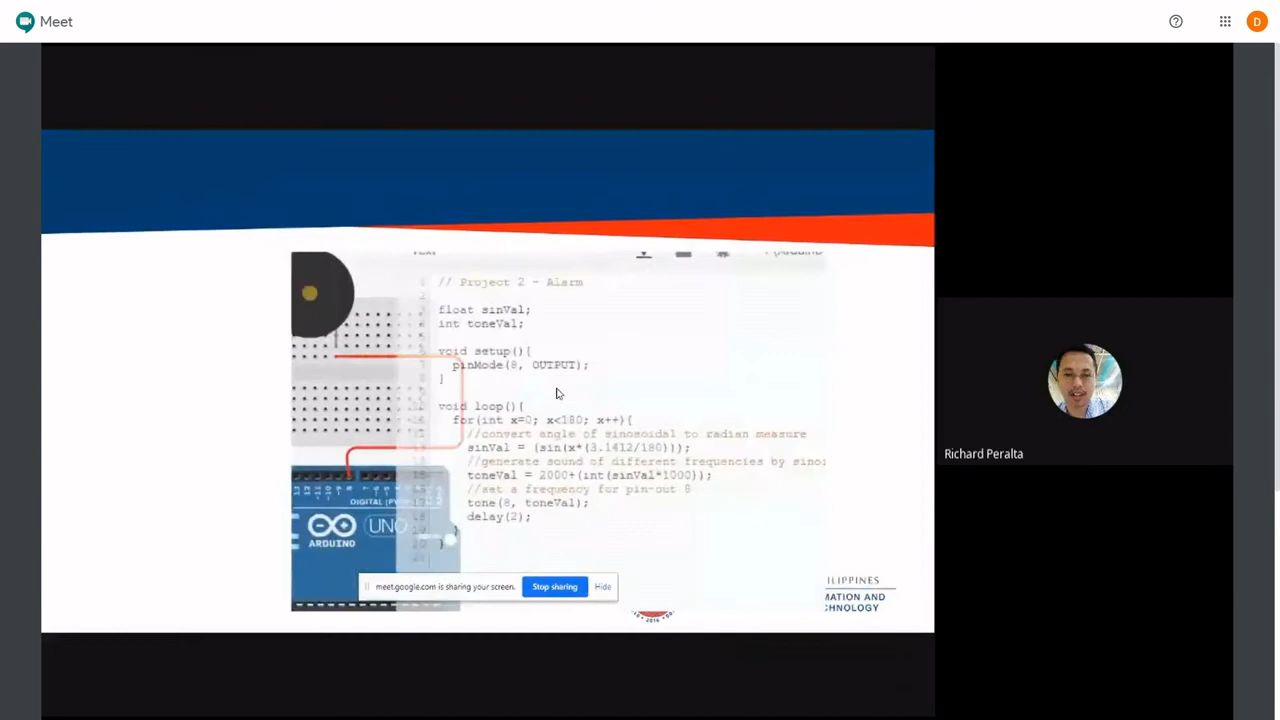 Meet
D
// Project 2 - Alarm
float sinVal;
int toneVal;
void setup(){
pinMode(8, OUTPUT);
}
void loop(){
for(int x=0; x<180; x++){
//convert angle of sinosoidal to radian measure
sinVal = (sin(x*(3.1412/180)));
//generate sound of different frequencies by sinoi
toneVal = 2000+(int(sinVal*1000));
//set a frequency for pin-out 8
tone(8, toneVal);
delay(2);
}
}
DIGITAL (P
UNO
ARDUINO
meet.google.com is sharing your screen.
Stop sharing
Hide
ILIPPINES
MATION AND
CHNOLOGY
2016
Richard Peralta